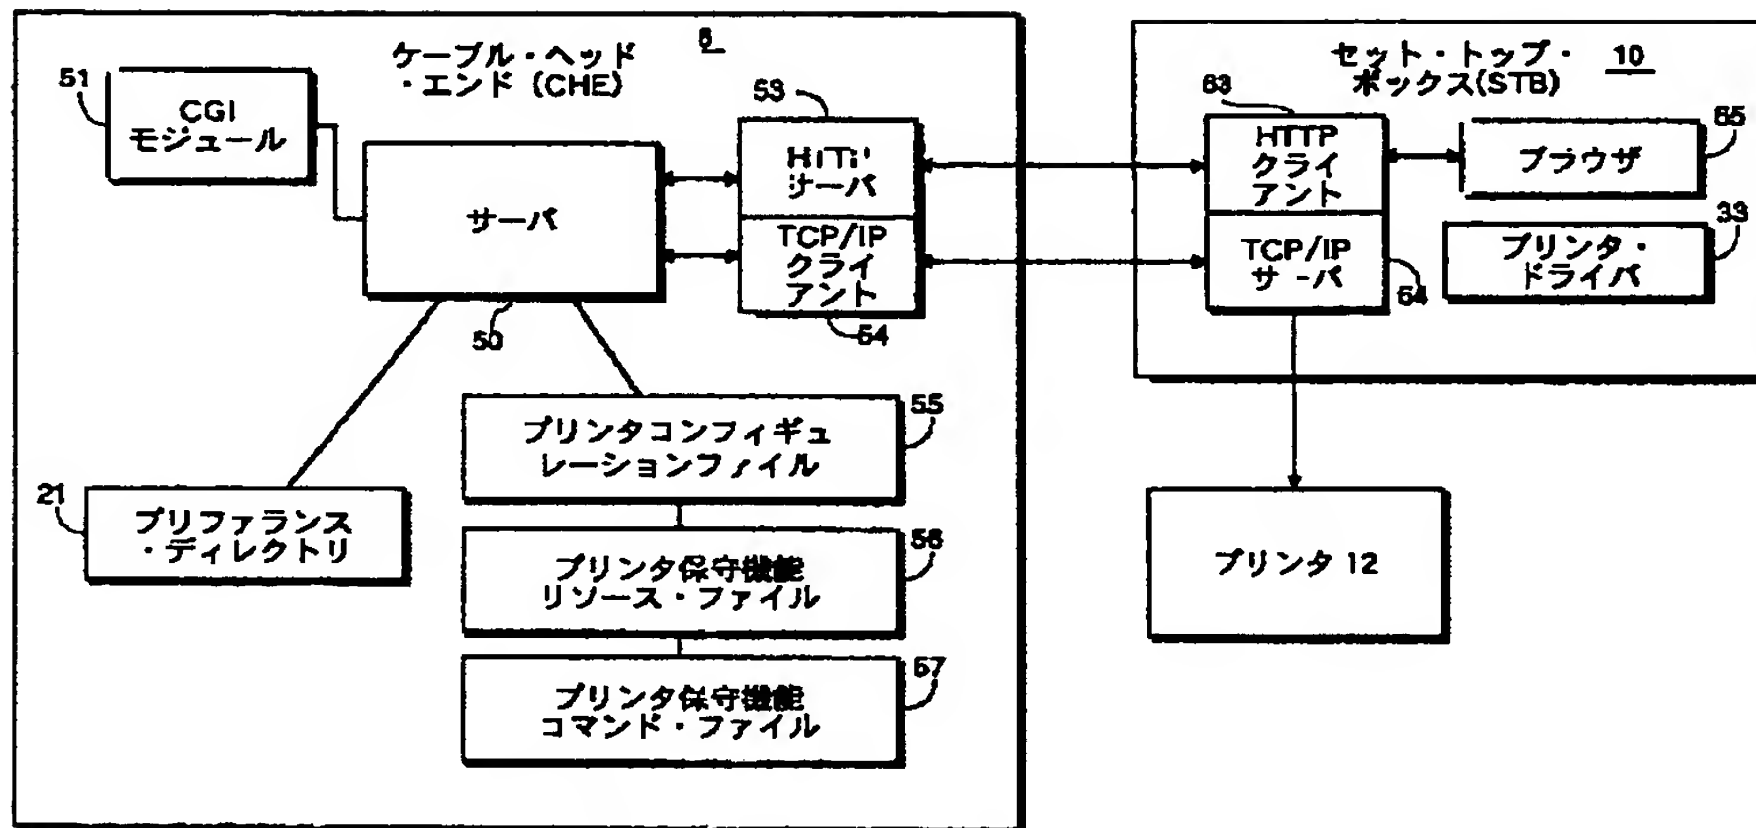 ケーブル・ヘッド
・エンド (CHE)
51
CGI
モジュール
サーバ
50
53
サーバ
TCP/IP
クライ
アント
54
プリンタコンフィギュ
レーションファイル
55
21
プリファランス
・ディレクトリ
プリンタ保守機能
リソース・ファイル
56
プリンタ保守機能
コマンド・ファイル
57
セット・トップ・
ボックス(STB)
10
63
HTTP
クライ
アント
TCP/IP
サーバ
64
ブラウザ
65
プリンタ・
ドライバ
33
プリンタ 12